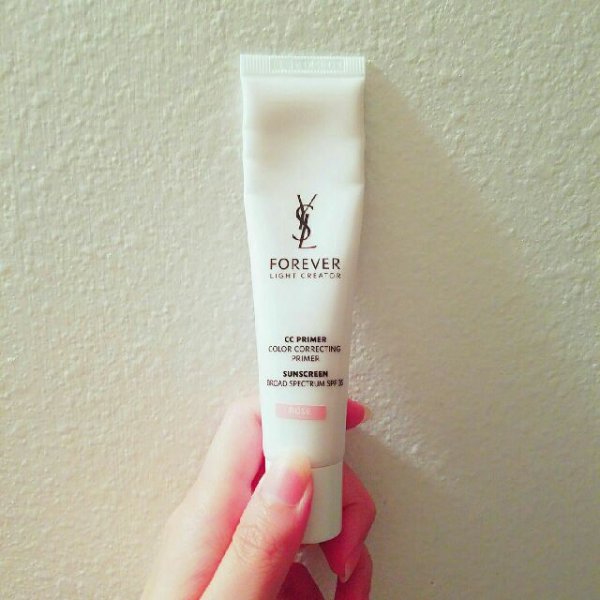 YSL
FOREVER
LIGHT CREATOR
CC PRIMER
COLOR CORRECTING
PRIMER
SUNSCREEN
BROAD SPECTRUM SPF 35
ROSE